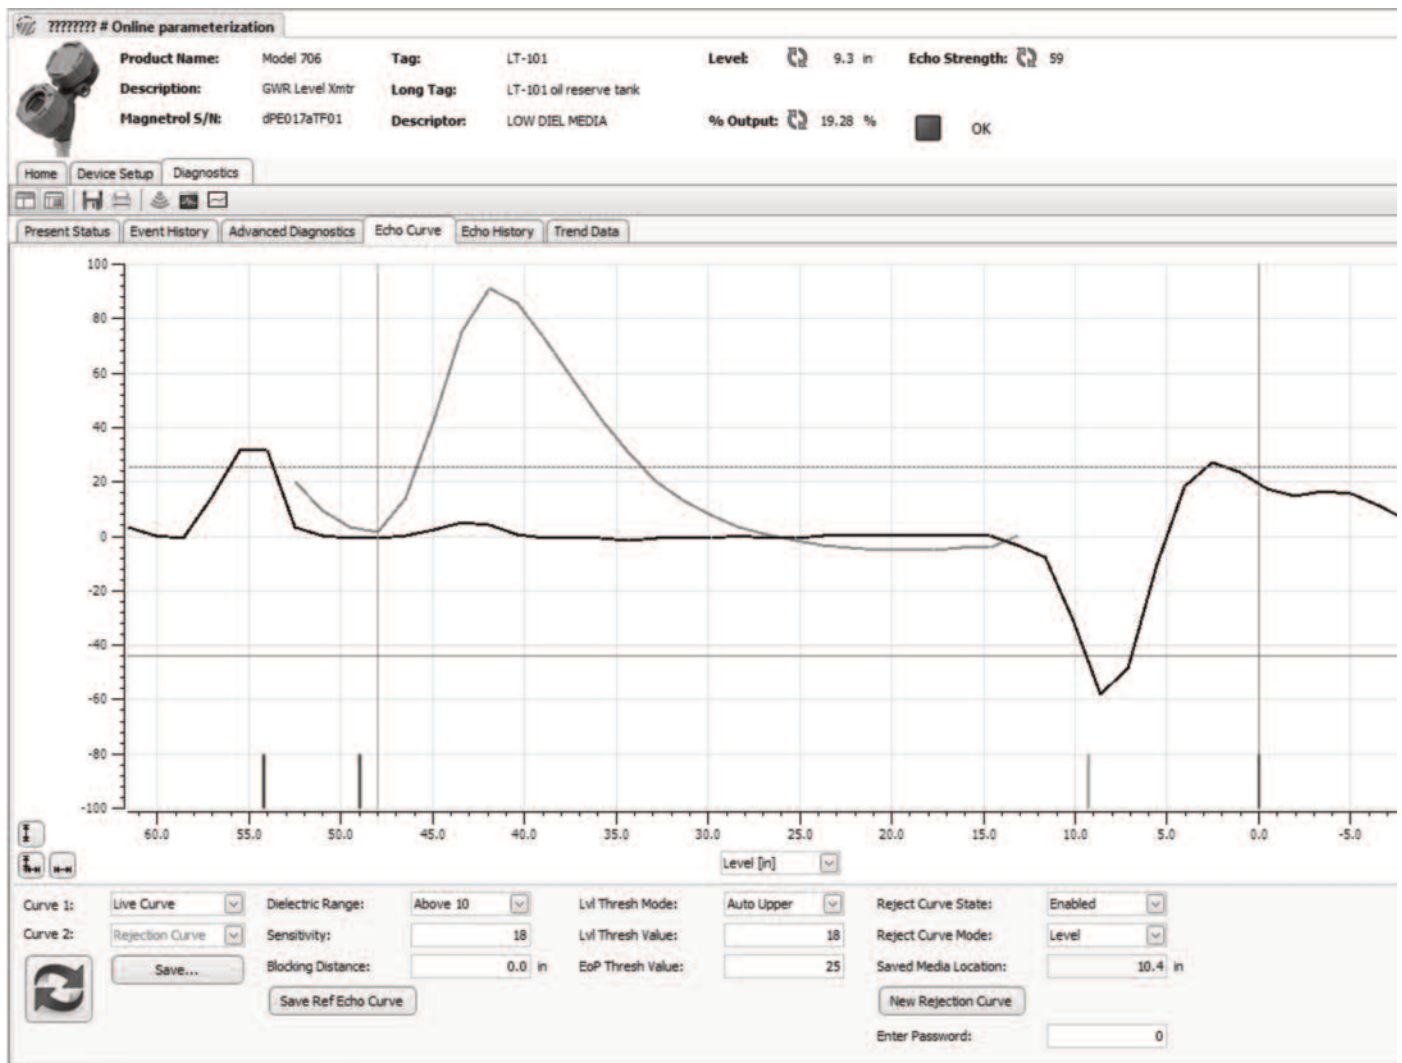 ???????? # Online parameterization
Product Name: Model 706 Tag: LT-101 Level: 9.3 in Echo Strength: 59
Description: GWR Level Xmtr Long Tag: LT-101 oil reserve tank
Magnetrol S/N: dPE017aTF01 Descriptor: LOW DIEL MEDIA % Output: 19.28 % OK
Home Device Setup Diagnostics
Present Status Event History Advanced Diagnostics Echo Curve Echo History Trend Data
100
80
60
40
20
0
-20
-40
-60
-80
-100
60.0 55.0 50.0 45.0 40.0 35.0 30.0 25.0 20.0 15.0 10.0 5.0 0.0 -5.0
Level [in]
Curve 1: Live Curve Dielectric Range: Above 10 Lvl Thresh Mode: Auto Upper Reject Curve State: Enabled
Curve 2: Rejection Curve Sensitivity: 18 Lvl Thresh Value: 18 Reject Curve Mode: Level
Save... Blocking Distance: 0.0 in EoP Thresh Value: 25 Saved Media Location: 10.4 in
Save Ref Echo Curve New Rejection Curve
Enter Password: 0